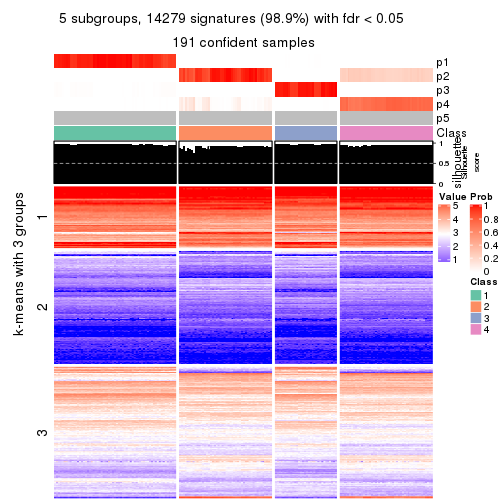 5 subgroups, 14279 signatures (98.9%) with fdr < 0.05
191 confident samples
p1
p2
p3
p4
p5
Class
1
0.5
0
silhouette
Silhouette
score
k-means with 3 groups
1
2
3
Value
5
4
3
2
1
Prob
1
0.8
0.6
0.4
0.2
0
Class
1
2
3
4